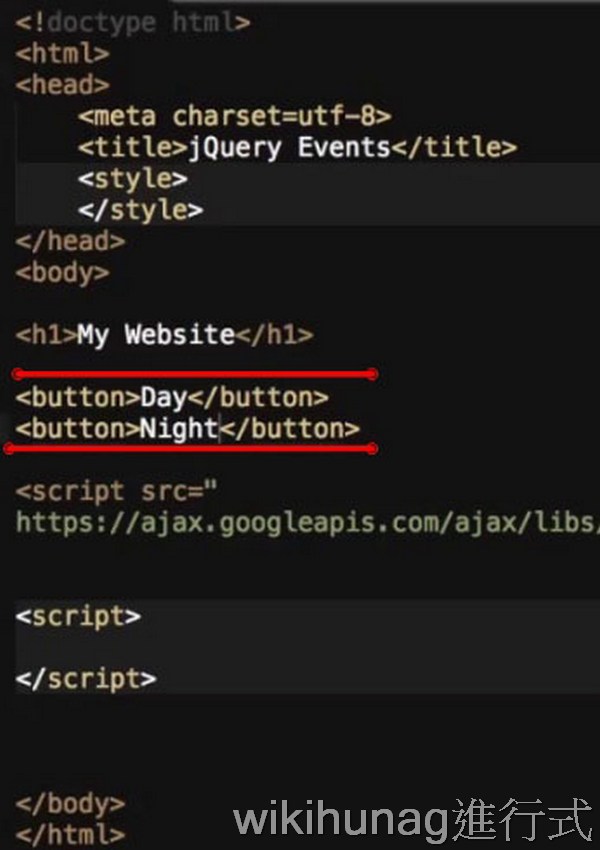 <!doctype html>
<html>
<head>
    <meta charset=utf-8>
    <title>jQuery Events</title>
    <style>
    </style>
</head>
<body>
<h1>My Website</h1>
<button>Day</button>
<button>Night</button>
<script src="
https://ajax.googleapis.com/ajax/libs/
<script>
</script>
</body>
</html>
wikihunag進行式